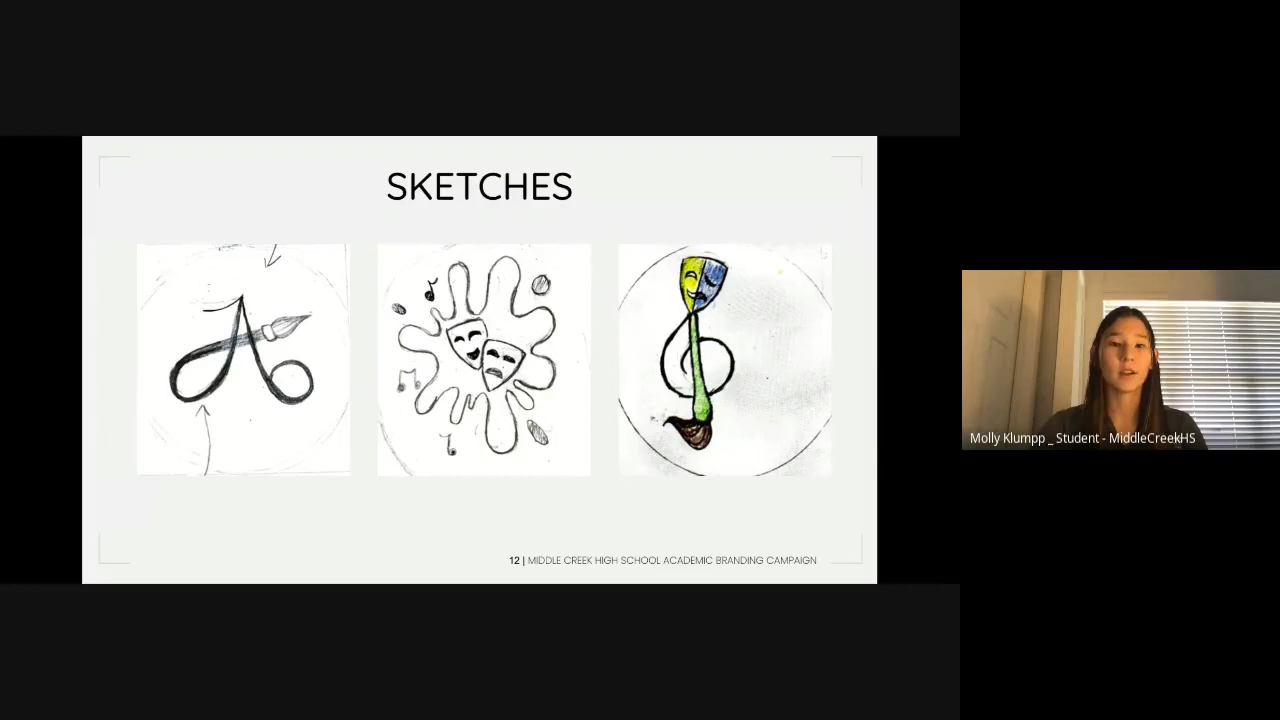 SKETCHES
12 | MIDDLE CREEK HIGH SCHOOL ACADEMIC BRANDING CAMPAIGN
Molly Klumpp _ Student - MiddleCreekHS